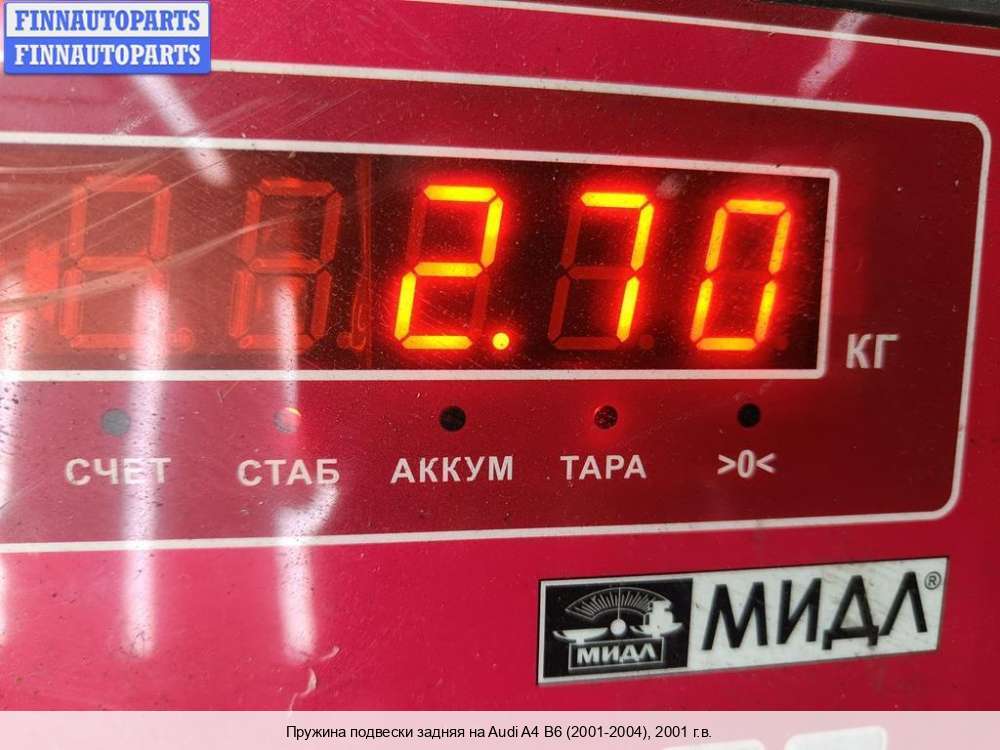 FINNAUTOPARTS
FINNAUTOPARTS
2.70
КГ
СЧЕТ СТАБ АККУМ ТАРА >0<
МИДЛ МИДЛ®
Пружина подвески задняя на Audi A4 B6 (2001-2004), 2001 г.в.